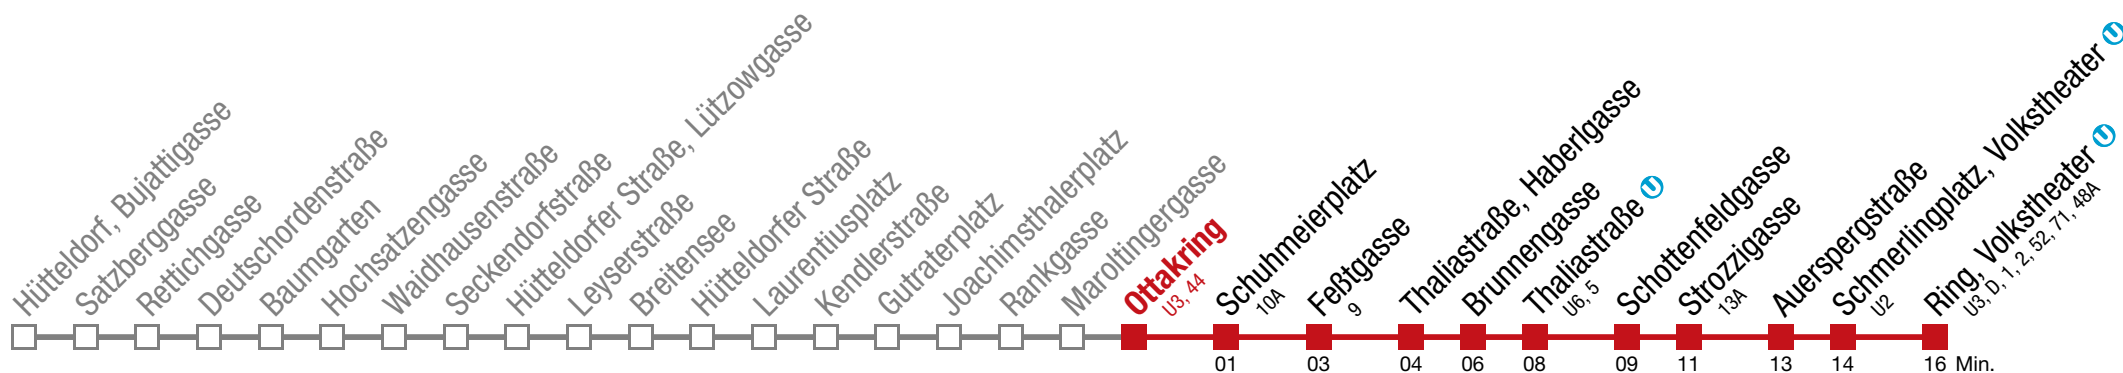 Hütteldorf, Bujattigasse
Satzberggasse
Rettichgasse
Deutschordenstraße
Baumgarten
Hochsatzengasse
Waidhausenstraße
Seckendorfstraße
Hütteldorfer Straße, Lützowgasse
Leyserstraße
Breitensee
Hütteldorfer Straße
Laurentiusplatz
Kendlerstraße
Gutraterplatz
Joachimsthalerplatz
Rankgasse
Maroltingergasse
Ottakring
U3, 44
Schuhmeierplatz
10A
Feßtgasse
9
Thaliastraße, Haberlgasse
Brunnengasse
Thaliastraße U
U6, 5
Schottenfeldgasse
Strozzigasse
13A
Auerspergstraße
Schmerlingplatz, Volkstheater U
U2
Ring, Volkstheater U
U3, D, 1, 2, 52, 71, 48A
01 03 04 06 08 09 11 13 14 16 Min.